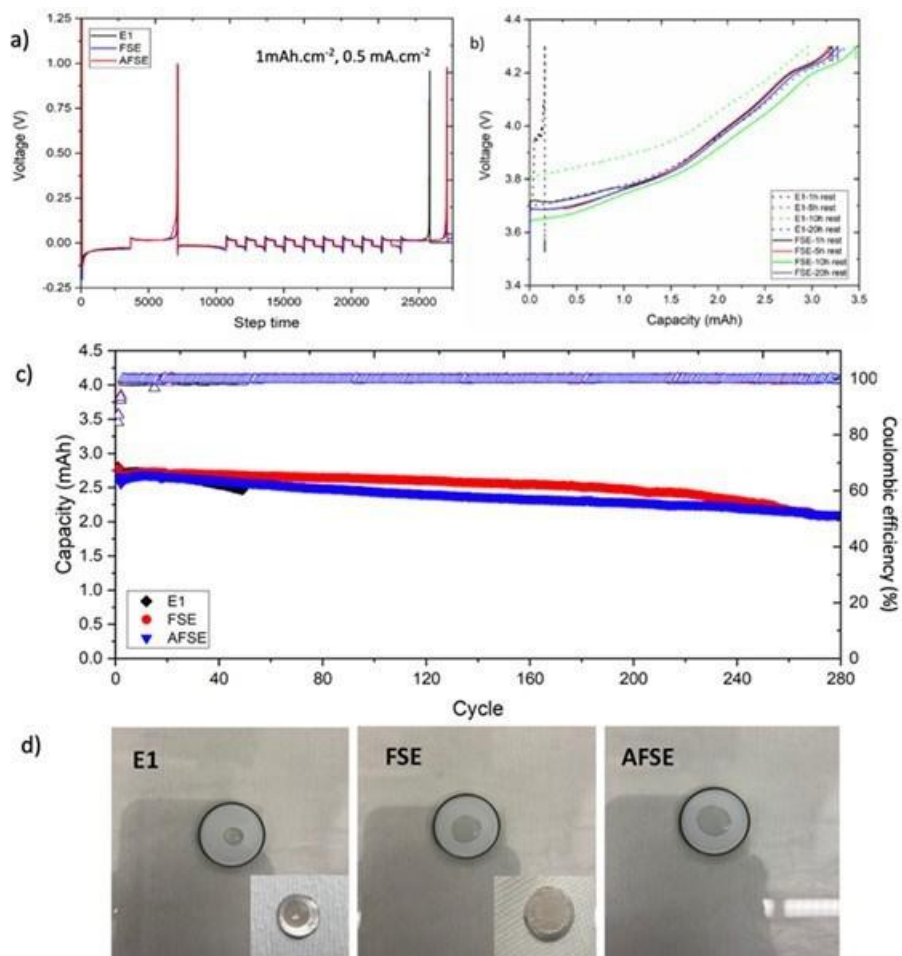 a)
E1
FSE
AFSE
1mAh.cm⁻², 0.5 mA.cm⁻²
1.25
1.00
0.75
0.50
0.25
0.00
-0.25
Voltage (V)
0 5000 10000 15000 20000 25000
Step time
b)
4.4
4.2
4.0
3.8
3.6
3.4
Voltage (V)
E1-1h rest
E1-5h rest
E1-10h rest
E1-20h rest
FSE-1h rest
FSE-5h rest
FSE-10h rest
FSE-20h rest
0.0 0.5 1.0 1.5 2.0 2.5 3.0 3.5
Capacity (mAh)
c)
4.5
4.0
3.5
3.0
2.5
2.0
1.5
1.0
0.5
0.0
Capacity (mAh)
E1
FSE
AFSE
100
80
60
40
20
0
Coulombic efficiency (%)
0 40 80 120 160 200 240 280
Cycle
d)
E1
FSE
AFSE